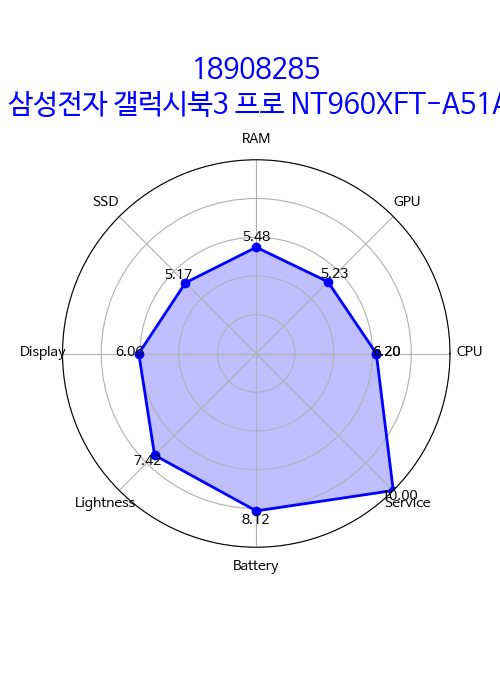 18908285
삼성전자 갤럭시북3 프로 NT960XFT-A51A
RAM
SSD
GPU
5.48
5.17
5.23
Display
6.06
6.20
CPU
7.42
10.00
Lightness
Service
8.12
Battery